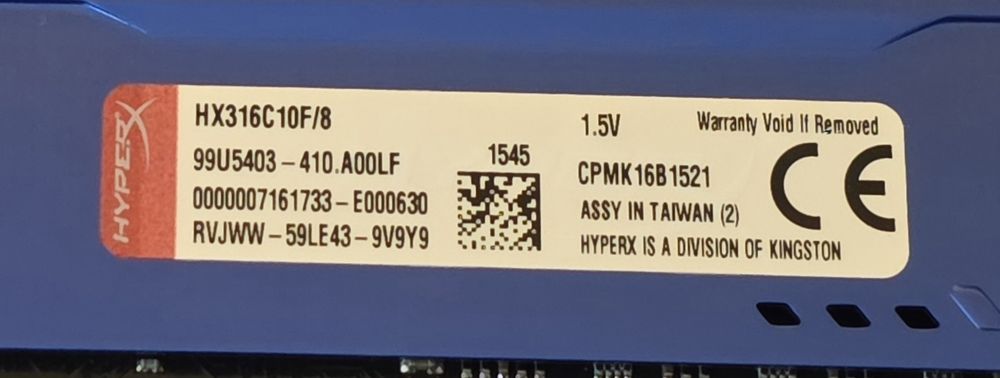 HYPERX
HX316C10F/8
99U5403-410.A00LF
0000007161733-E000630
RVJWW-59LE43-9V9Y9
1545
1.5V
Warranty Void If Removed
CPMK16B1521
ASSY IN TAIWAN (2)
HYPERX IS A DIVISION OF KINGSTON
CE